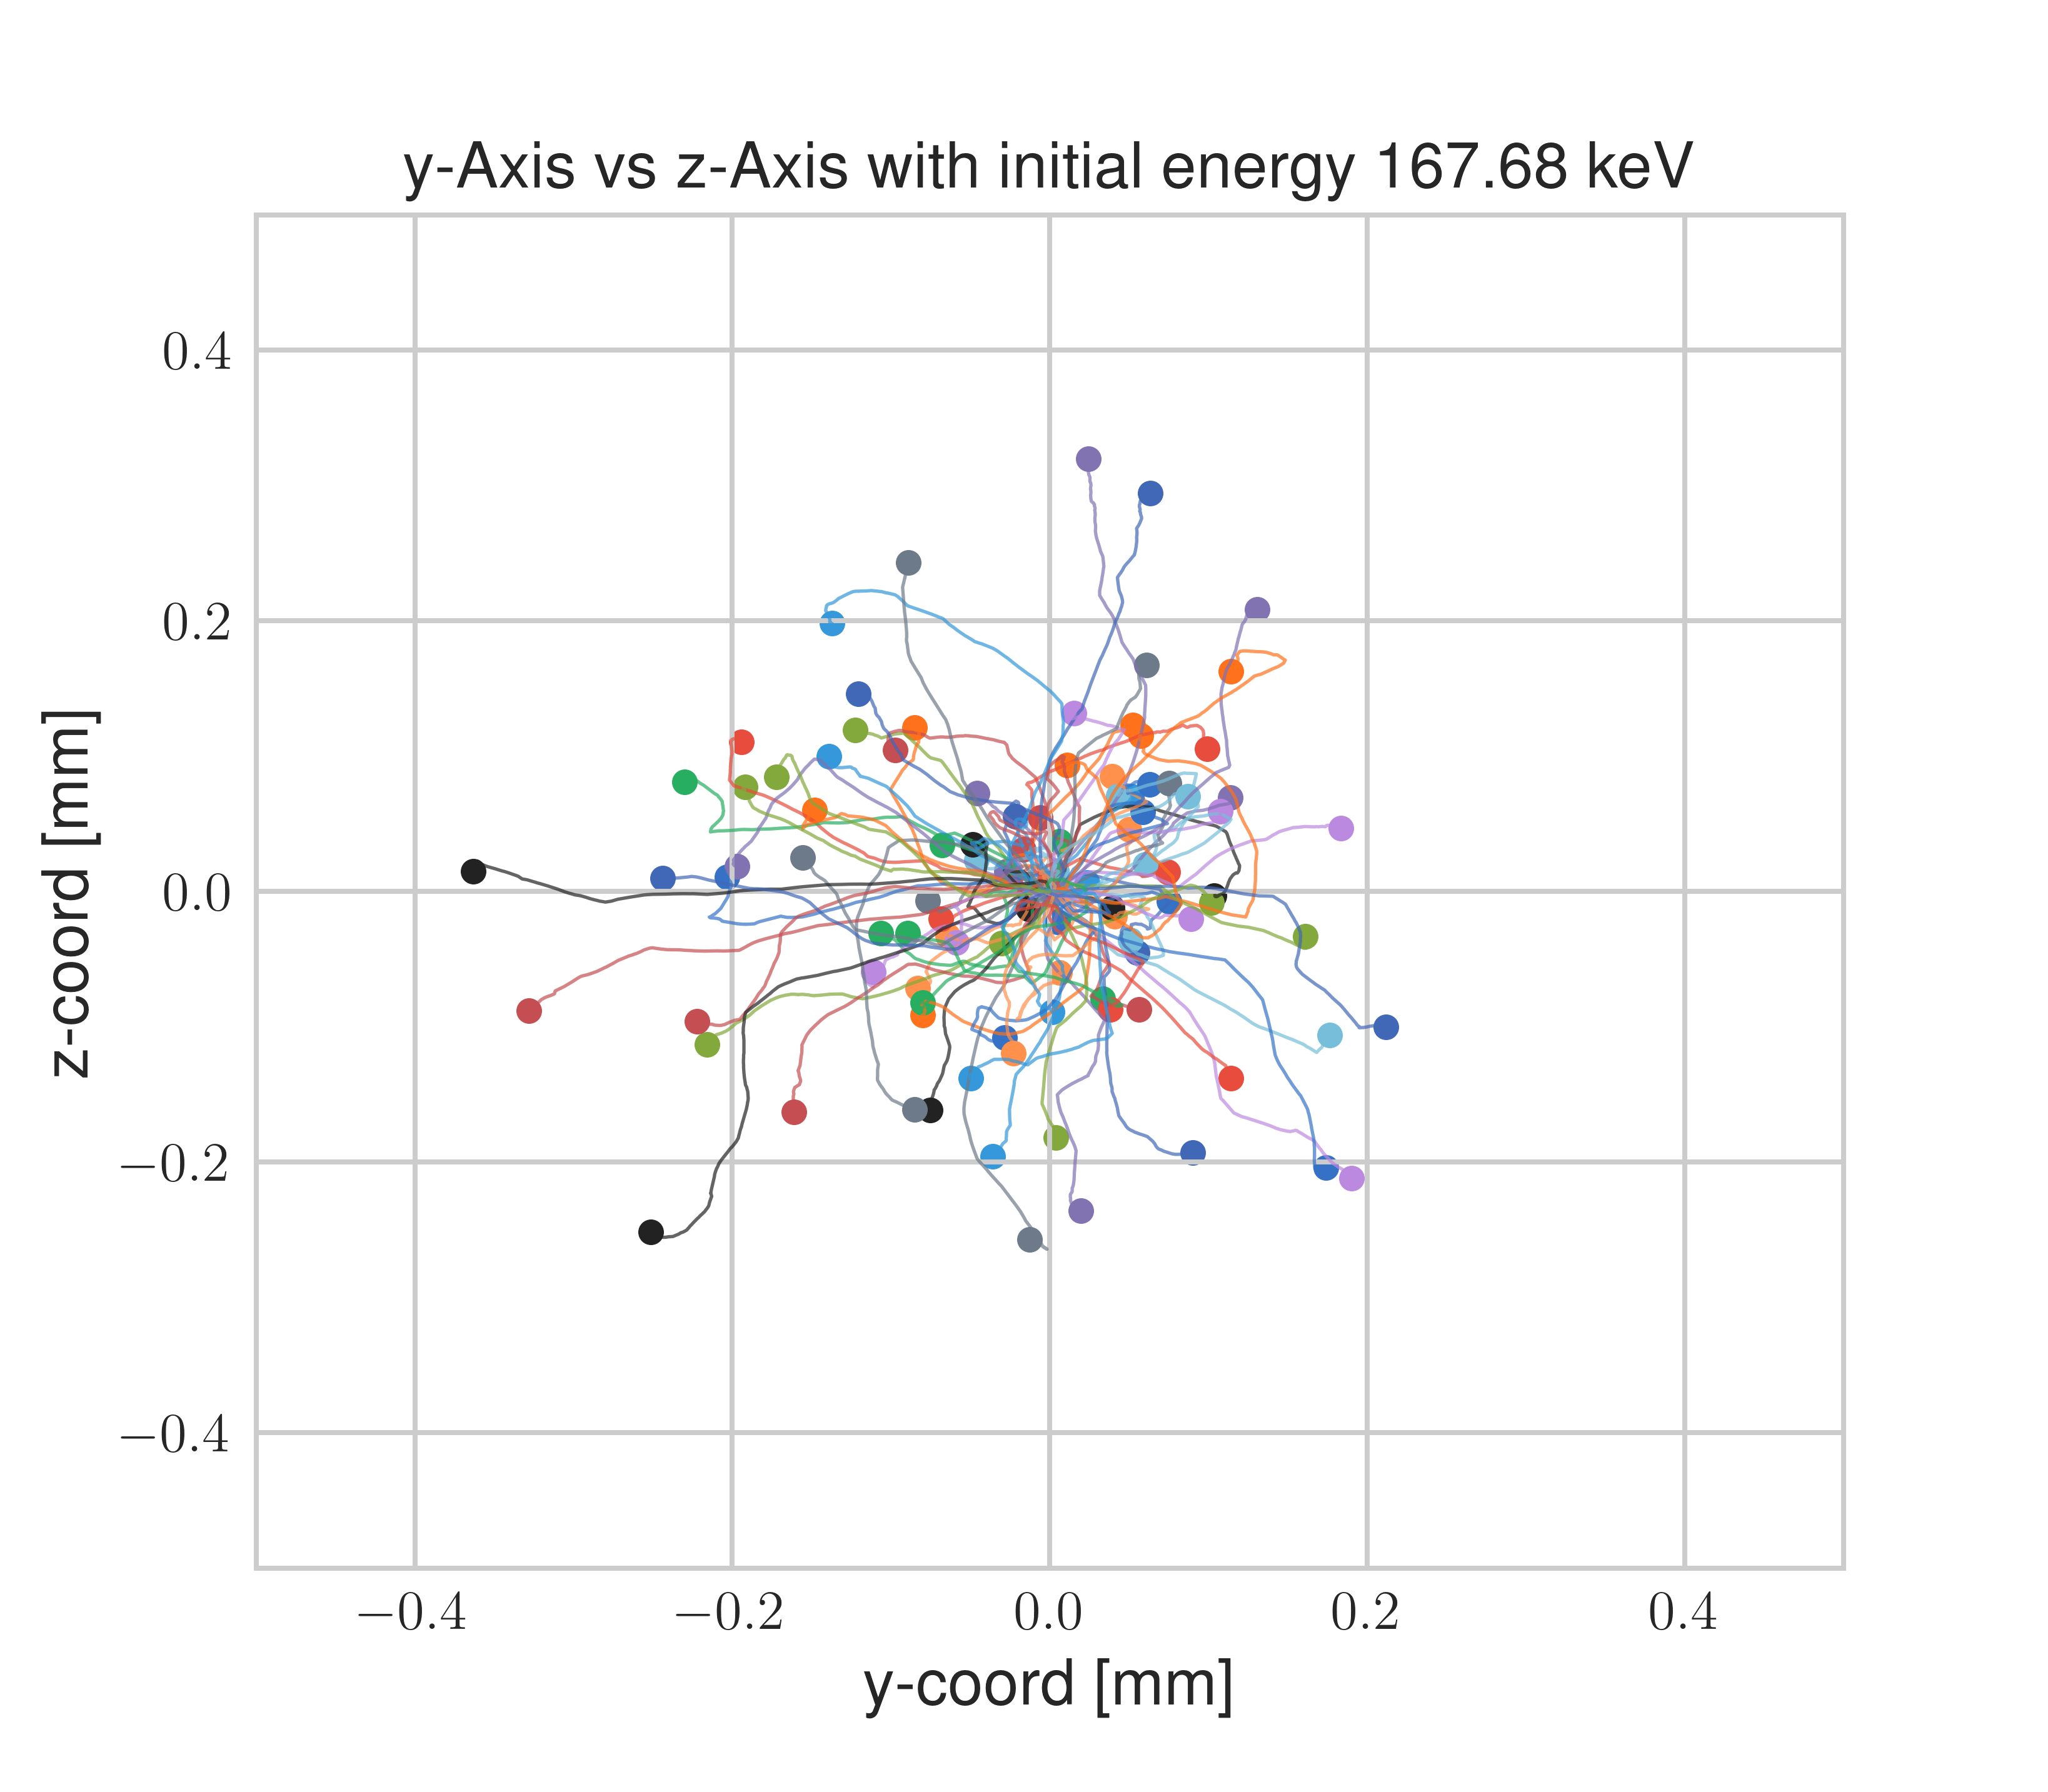 y-Axis vs z-Axis with initial energy 167.68 keV
0.4
0.2
0.0
−0.2
−0.4
z-coord [mm]
−0.4 −0.2 0.0 0.2 0.4
y-coord [mm]